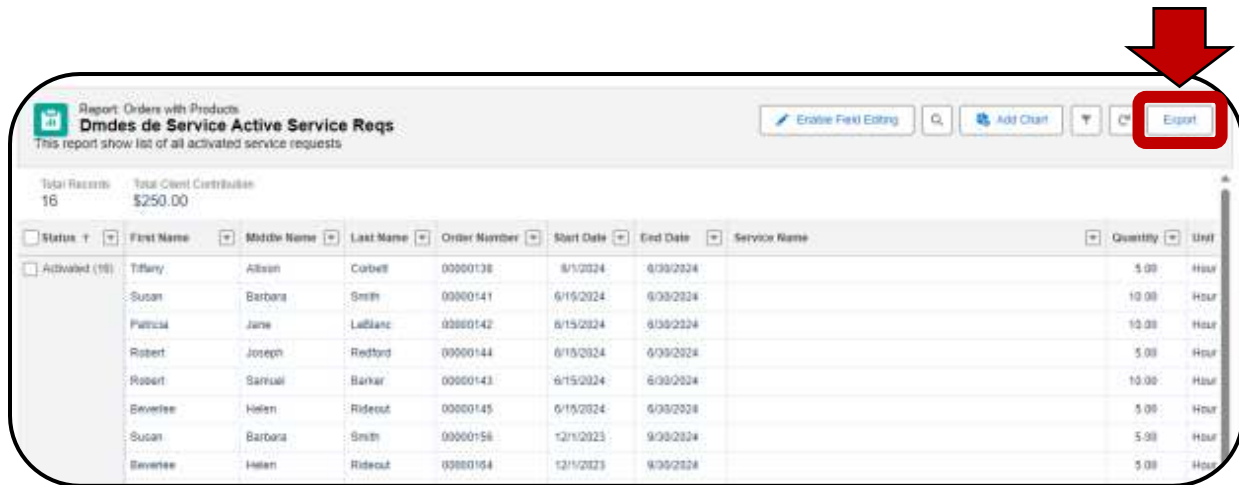 Report: Orders with Products
Dmdes de Service Active Service Reqs
This report show list of all activated service requests
Enable Field Editing Add Chart Export
Total Records Total Client Contribution
16 $250.00
Status ↑ First Name Middle Name Last Name Order Number Start Date End Date Service Name Quantity Unit
Activated (16) Tiffany Allison Corbett 00000138 6/1/2024 6/30/2024 5.00 Hour
Susan Barbara Smith 00000141 6/15/2024 6/30/2024 10.00 Hour
Patricia Jane LaBlanc 00000142 6/15/2024 6/30/2024 10.00 Hour
Robert Joseph Redford 00000144 6/15/2024 6/30/2024 5.00 Hour
Robert Samuel Barker 00000143 6/15/2024 6/30/2024 10.00 Hour
Beverlee Helen Rideout 00000145 6/15/2024 6/30/2024 5.00 Hour
Susan Barbara Smith 00000156 12/1/2023 9/30/2024 5.00 Hour
Beverlee Helen Rideout 00000164 12/1/2023 9/30/2024 5.00 Hour